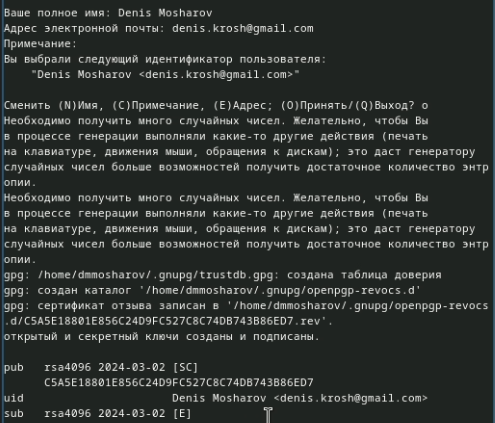 Ваше полное имя: Denis Mosharov
Адрес электронной почты: denis.krosh@gmail.com
Примечание:
Вы выбрали следующий идентификатор пользователя:
"Denis Mosharov <denis.krosh@gmail.com>"
Сменить (N)Имя, (C)Примечание, (E)Адрес; (O)Принять/(Q)Выход? o
Необходимо получить много случайных чисел. Желательно, чтобы Вы
в процессе генерации выполняли какие-то другие действия (печать
на клавиатуре, движения мыши, обращения к дискам); это даст генератору
случайных чисел больше возможностей получить достаточное количество энтр
опии.
Необходимо получить много случайных чисел. Желательно, чтобы Вы
в процессе генерации выполняли какие-то другие действия (печать
на клавиатуре, движения мыши, обращения к дискам); это даст генератору
случайных чисел больше возможностей получить достаточное количество энтр
опии.
gpg: /home/dmmosharov/.gnupg/trustdb.gpg: создана таблица доверия
gpg: создан каталог '/home/dmmosharov/.gnupg/openpgp-revocs.d'
gpg: сертификат отзыва записан в '/home/dmmosharov/.gnupg/openpgp-revocs
.d/C5A5E18801E856C24D9FC527C8C74DB743B86ED7.rev'.
открытый и секретный ключи созданы и подписаны.
pub rsa4096 2024-03-02 [SC]
C5A5E18801E856C24D9FC527C8C74DB743B86ED7
uid Denis Mosharov <denis.krosh@gmail.com>
sub rsa4096 2024-03-02 [E]